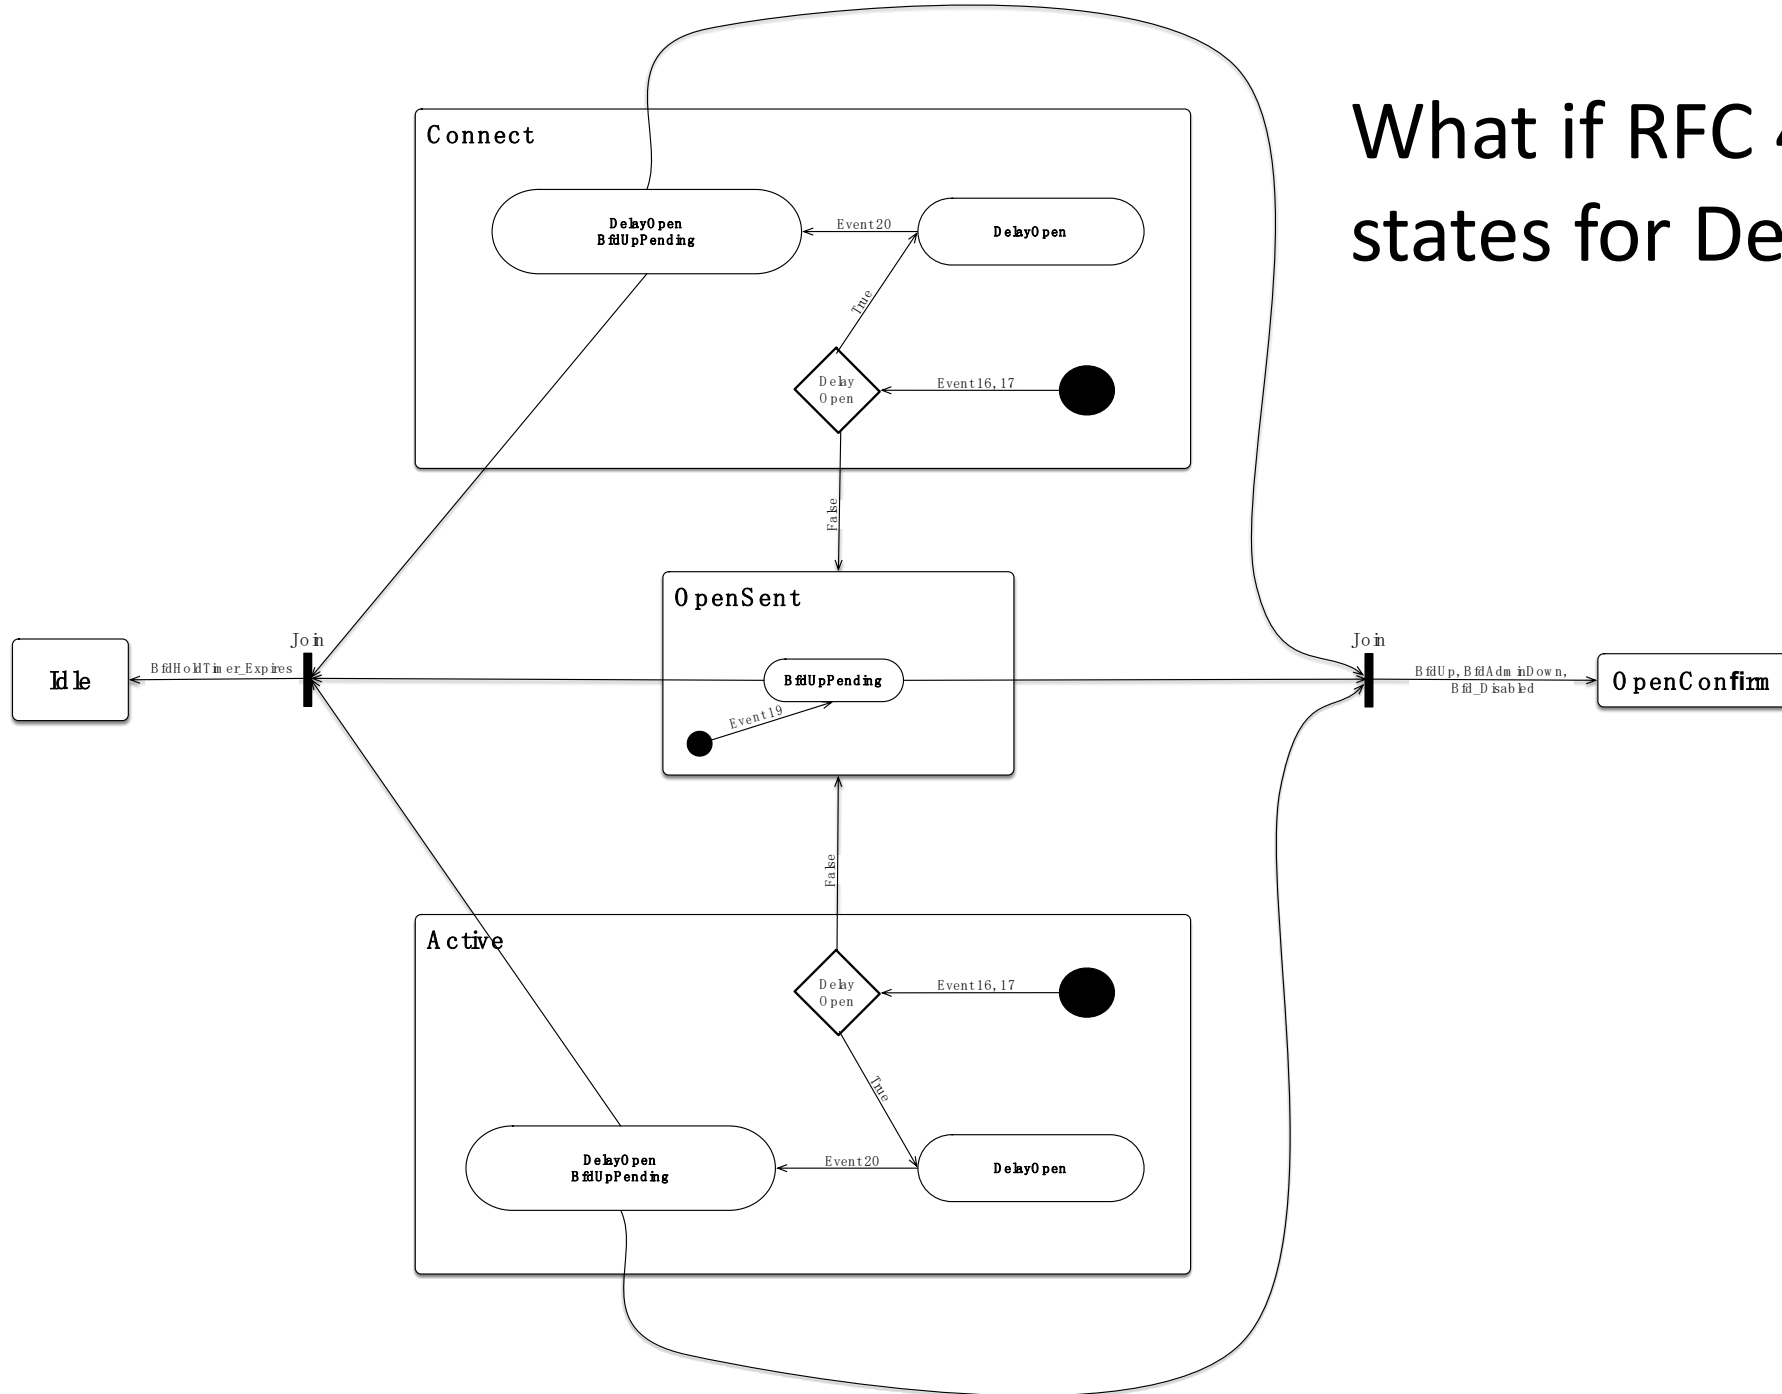 What if RFC 4
states for De
Connect
DelayOpen
BfdUpPending
Event20
DelayOpen
True
Delay
Open
Event16,17
False
OpenSent
Join
Join
Idle
BfdHoldTimer_Expires
BfdUpPending
BfdUp, BfdAdminDown,
Bfd_Disabled
OpenConfirm
Event19
False
Active
Delay
Open
Event16,17
True
DelayOpen
BfdUpPending
Event20
DelayOpen